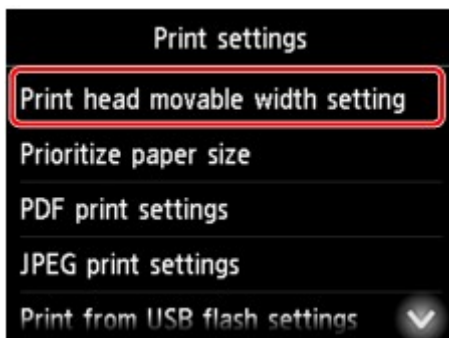 Print settings
Print head movable width setting
Prioritize paper size
PDF print settings
JPEG print settings
Print from USB flash settings